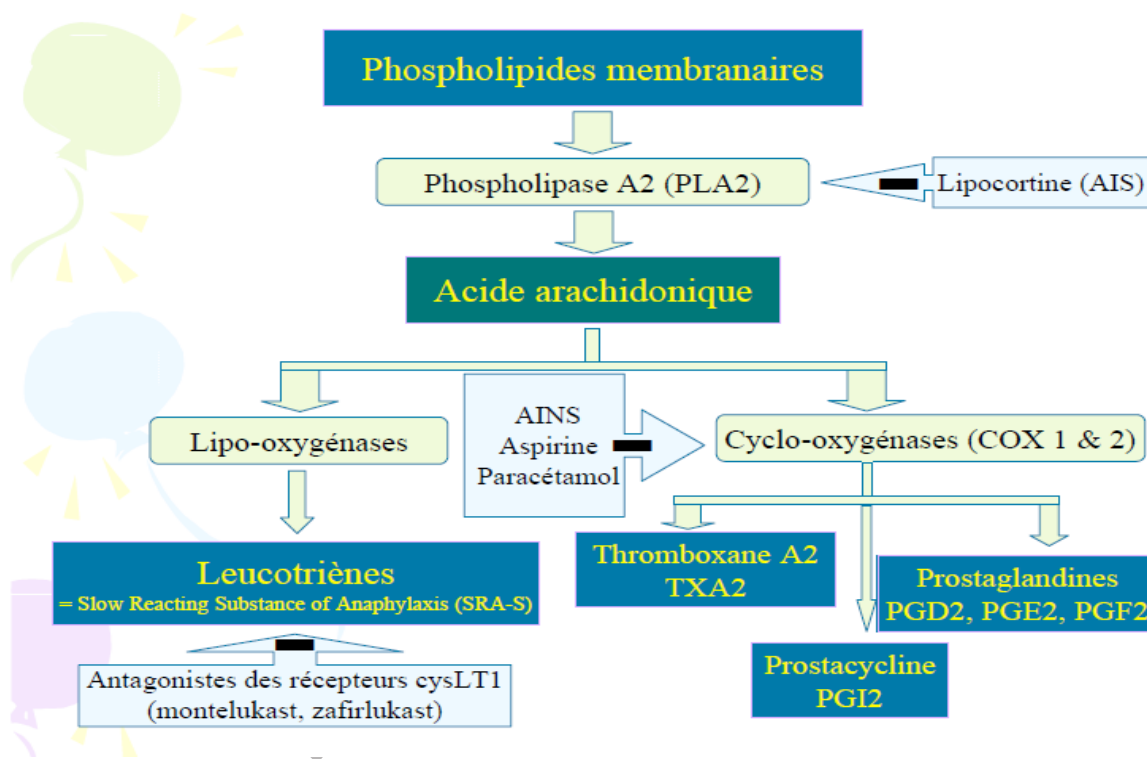 Phospholipides membranaires
Phospholipase A2 (PLA2)
Lipocortine (AIS)
Acide arachidonique
Lipo-oxygénases
AINS
Aspirine
Paracétamol
Cyclo-oxygénases (COX 1 & 2)
Leucotriènes
= Slow Reacting Substance of Anaphylaxis (SRA-S)
Thromboxane A2
TXA2
Prostaglandines
PGD2, PGE2, PGF2
Prostacycline
PGI2
Antagonistes des récepteurs cysLT1
(montelukast, zafirlukast)